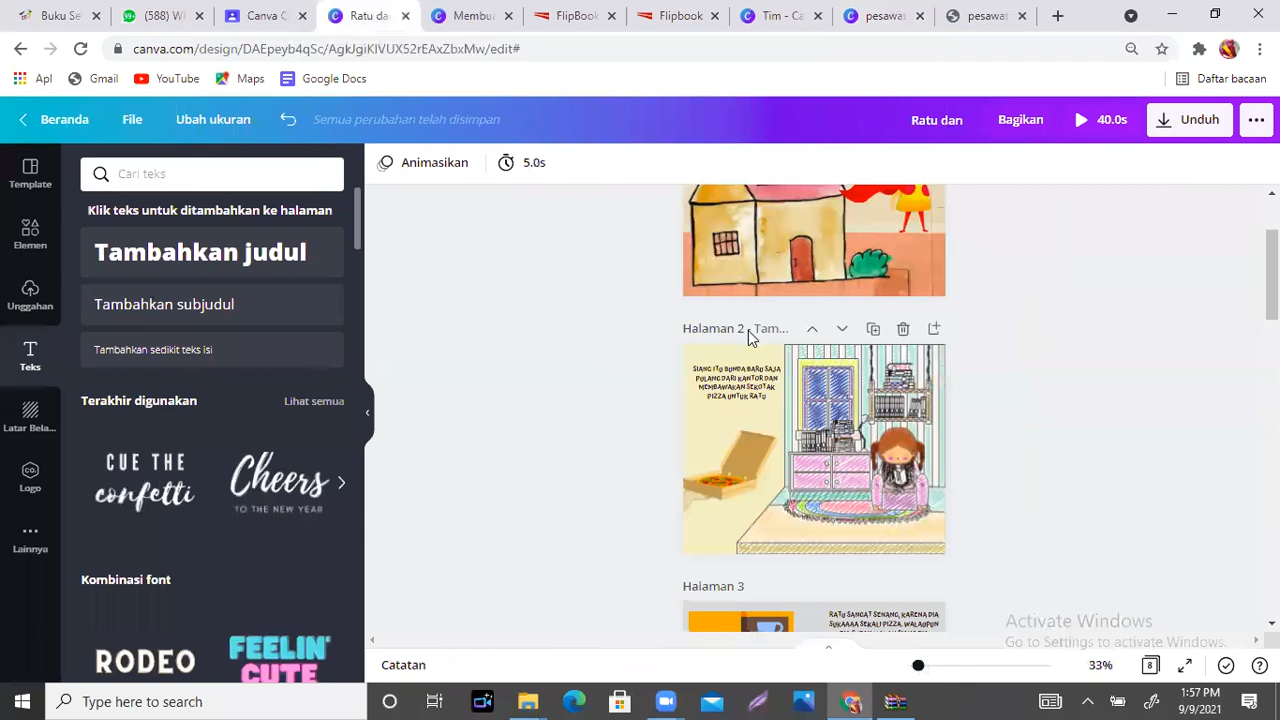 Buku Se
(588) W
Canva C
Ratu da
Membu
FlipBook
Flipbook
Tim - Ca
pesawa
pesawat
canva.com/design/DAEpeyb4qSc/AgkJgiKlVUX52rEAxZbxMw/edit#
Apl
Gmail
YouTube
Maps
Google Docs
Daftar bacaan
Beranda
File
Ubah ukuran
Semua perubahan telah disimpan
Ratu dan
Bagikan
40.0s
Unduh
Template
Elemen
Unggahan
Teks
Latar Bela...
Logo
Lainnya
Cari teks
Klik teks untuk ditambahkan ke halaman
Tambahkan judul
Tambahkan subjudul
Tambahkan sedikit teks isi
Terakhir digunakan
Lihat semua
CUE THE
confetti
Cheers
TO THE NEW YEAR
Kombinasi font
RODEO
FEELIN'
CUTE
Animasikan
5.0s
Halaman 2 - Tam...
SIANG ITU BUNDA BARU SAJA
PULANG DARI KANTOR DAN
MEMBAWAKAN SEKOTAK
PIZZA UNTUK RATU
Halaman 3
RATU SANGAT SENANG, KARENA DIA
SUKAAAA SEKALI PIZZA. WALAUPUN
Activate Windows
Go to Settings to activate Windows.
Catatan
33%
8
Type here to search
1:57 PM
9/9/2021